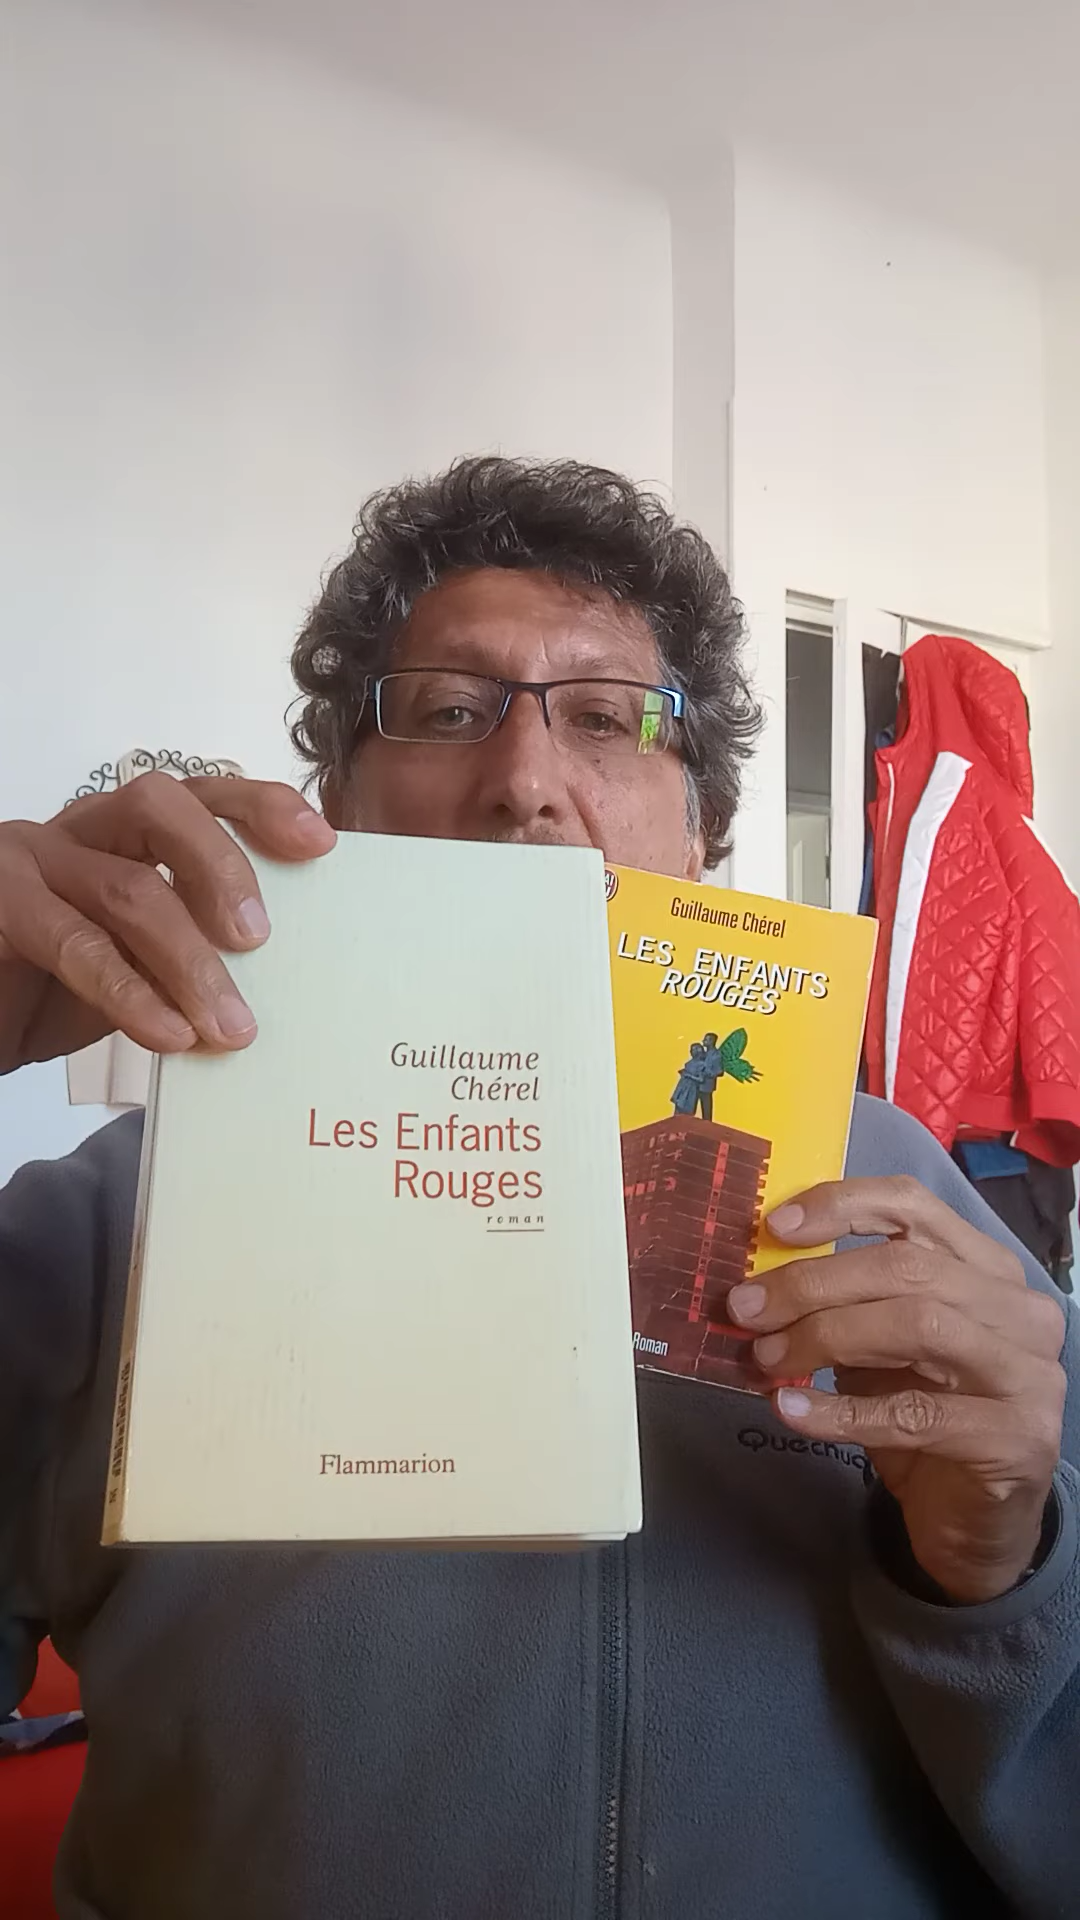 Guillaume
Chérel
Les Enfants
Rouges
roman
Flammarion
Guillaume Chérel
LES ENFANTS
ROUGES
Roman
Quechua